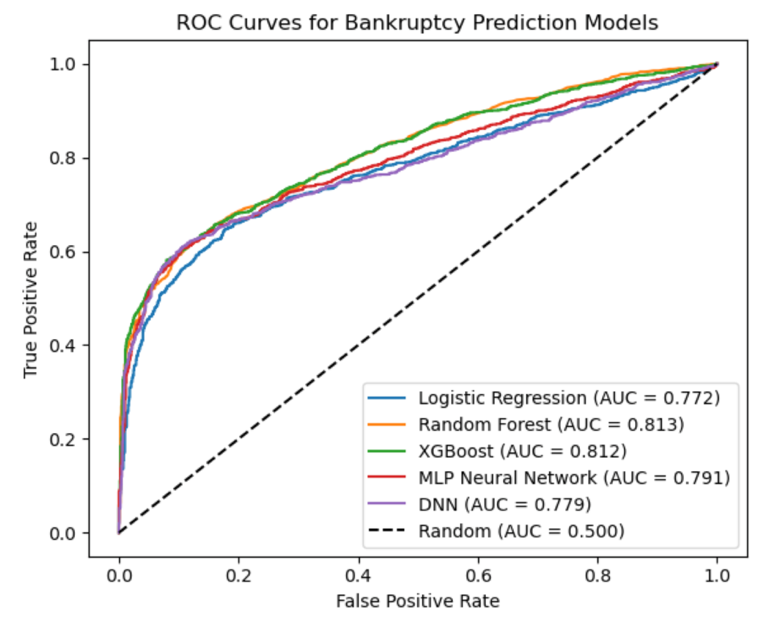 ROC Curves for Bankruptcy Prediction Models
True Positive Rate
1.0
0.8
0.6
0.4
0.2
0.0
Logistic Regression (AUC = 0.772)
Random Forest (AUC = 0.813)
XGBoost (AUC = 0.812)
MLP Neural Network (AUC = 0.791)
DNN (AUC = 0.779)
Random (AUC = 0.500)
0.0 0.2 0.4 0.6 0.8 1.0
False Positive Rate